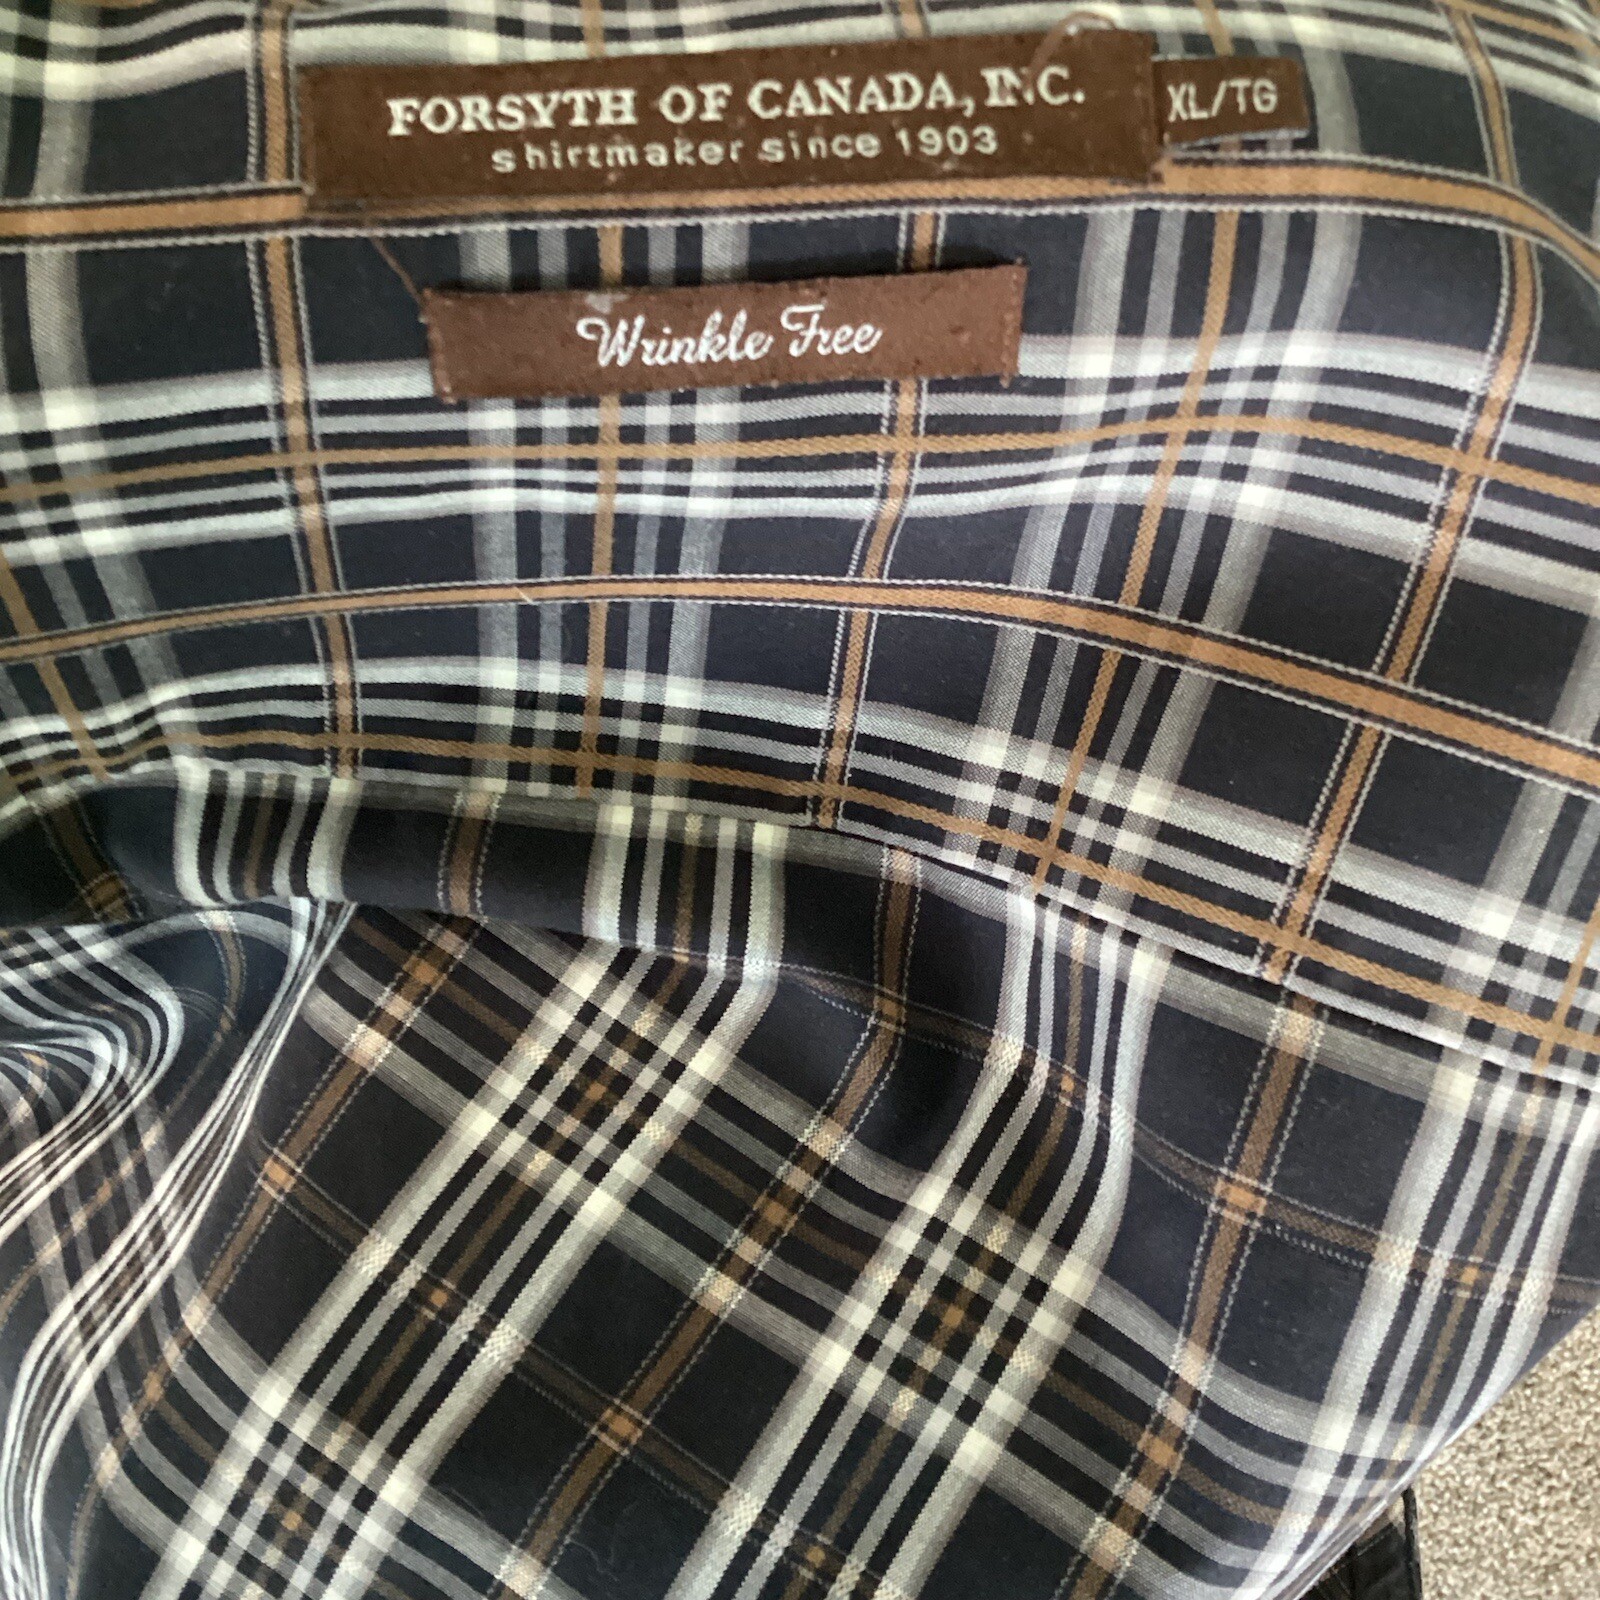 FORSYTH OF CANADA, INC.
shirtmaker since 1903
XL/TG
Wrinkle Free